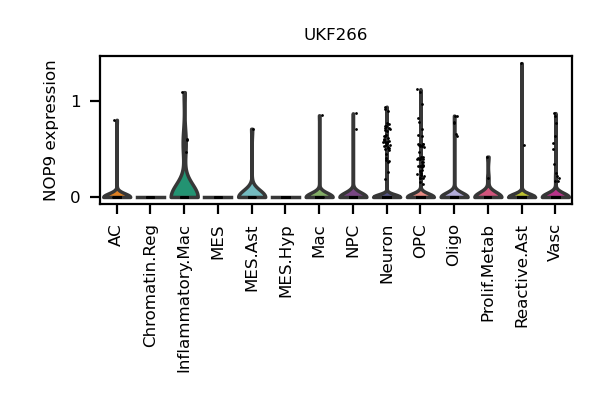 UKF266
NOP9 expression
1
0
AC
Chromatin.Reg
Inflammatory.Mac
MES
MES.Ast
MES.Hyp
Mac
NPC
Neuron
OPC
Oligo
Prolif.Metab
Reactive.Ast
Vasc